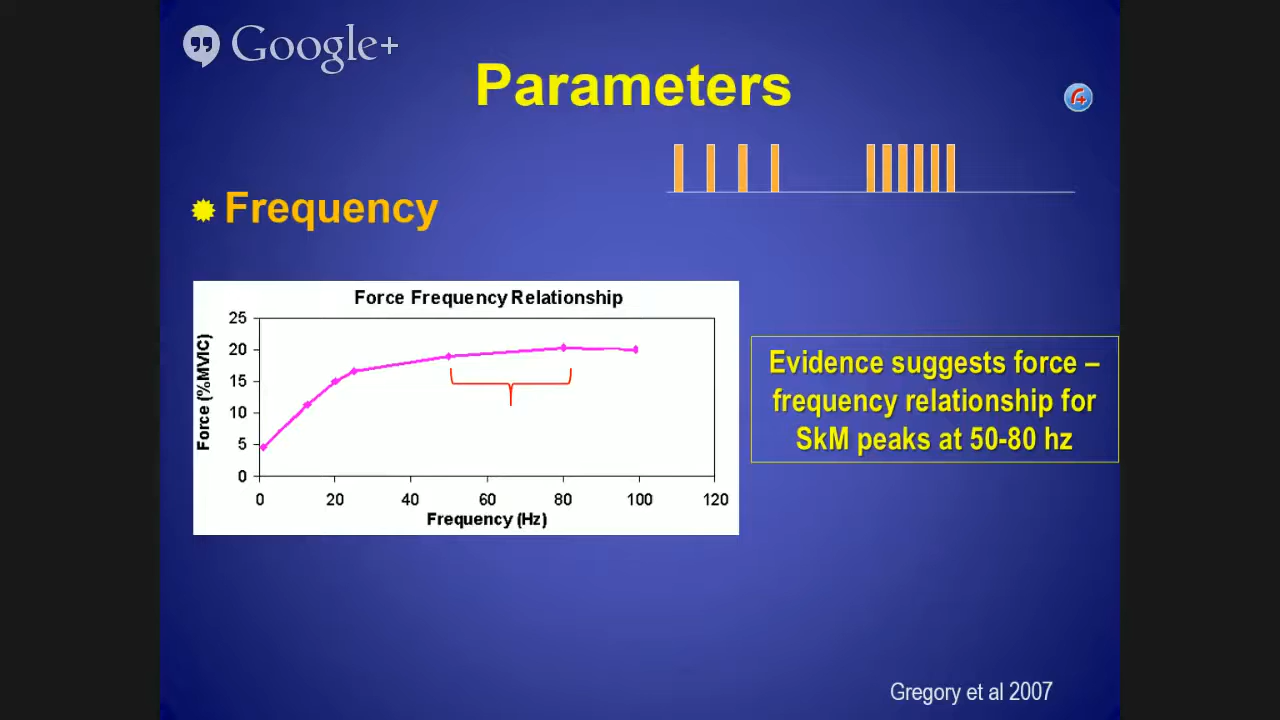 Google+
Parameters
Frequency
Force Frequency Relationship
25
20
15
10
5
0
Force (%MVIC)
0 20 40 60 80 100 120
Frequency (Hz)
Evidence suggests force –
frequency relationship for
SkM peaks at 50-80 hz
Gregory et al 2007